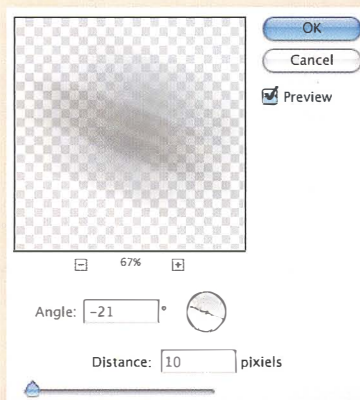 OK
Cancel
Preview
67%
Angle: -21 °
Distance: 10 pixiels